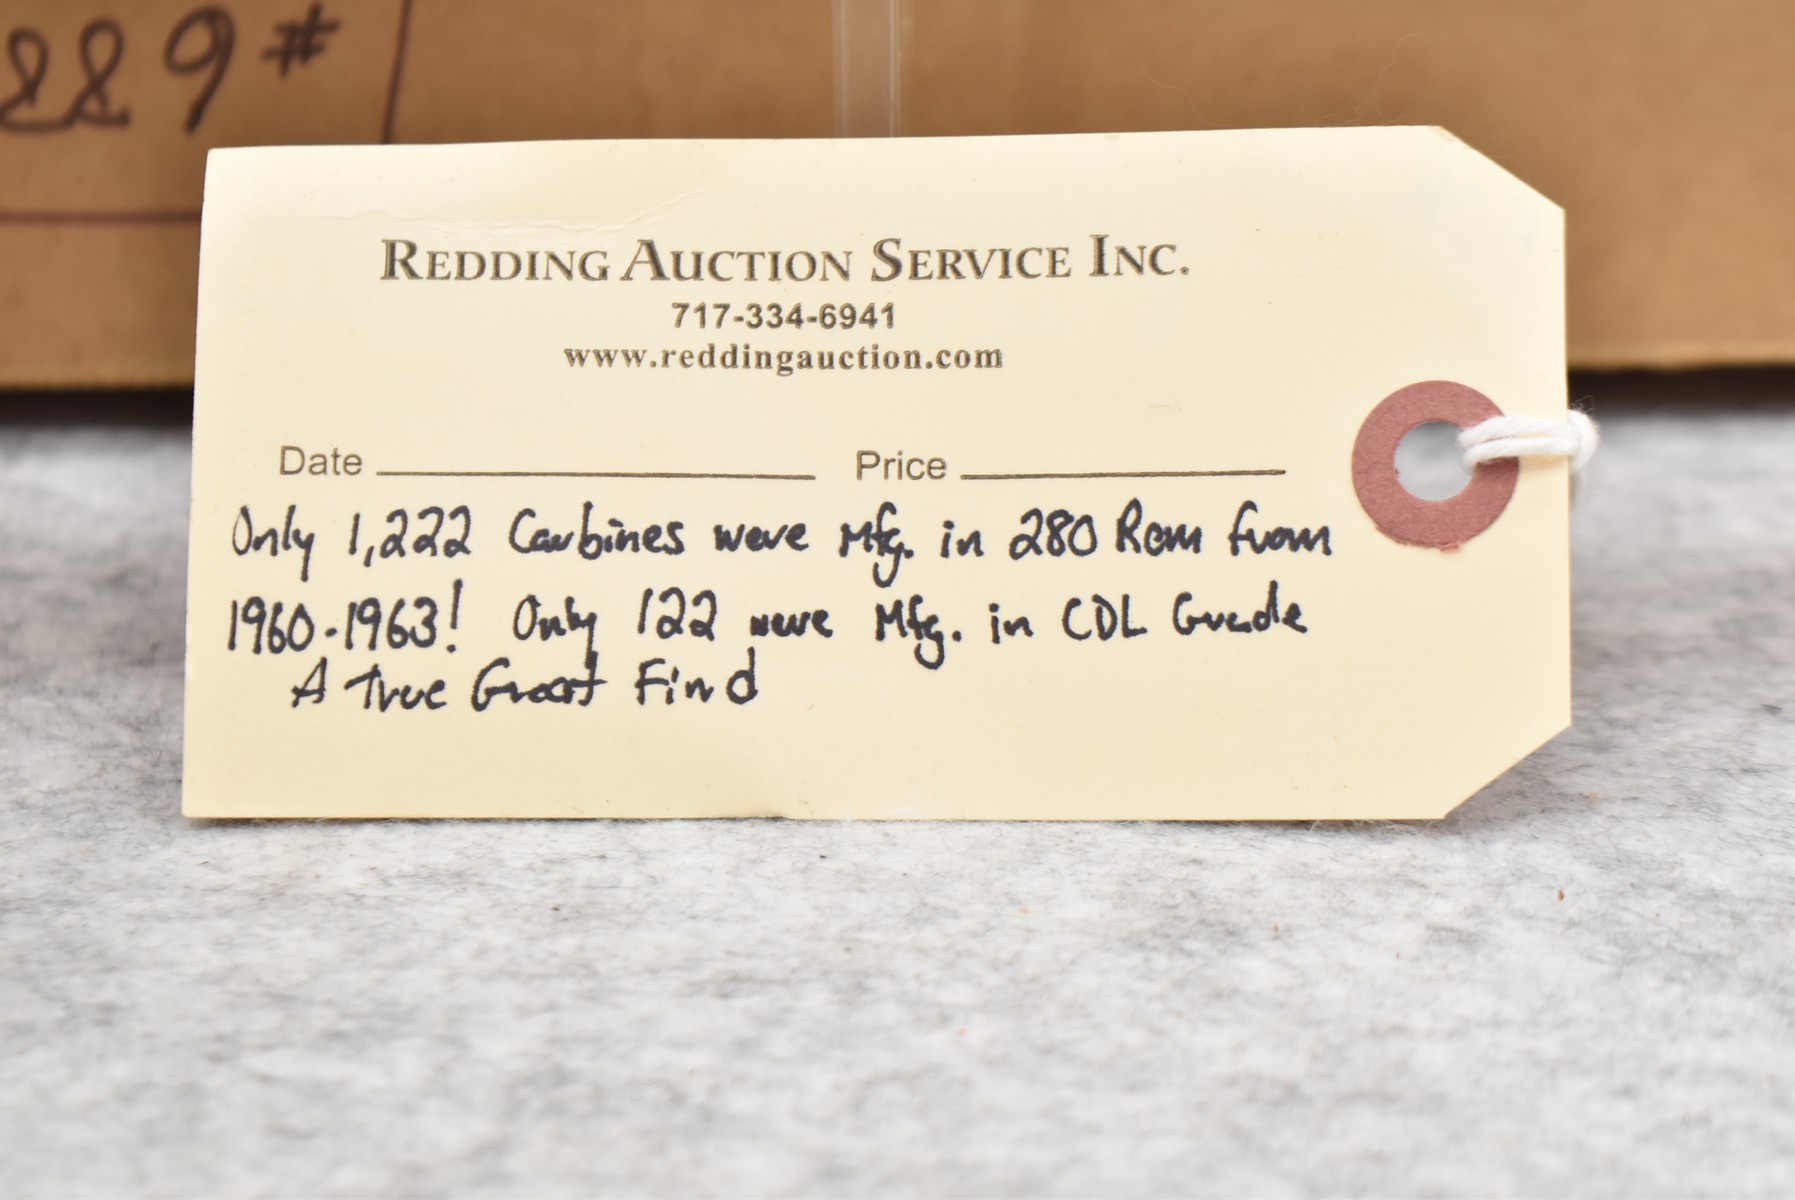 889#
REDDING AUCTION SERVICE INC.
717-334-6941
www.reddingauction.com
Date Price
Only 1,222 Carbines were Mfg. in 280 Rem from
1960-1963! Only 122 were Mfg. in CDL Grade
A True Great Find